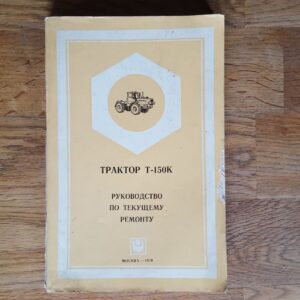 ТРАКТОР Т-150К
РУКОВОДСТВО
ПО ТЕКУЩЕМУ
РЕМОНТУ
МОСКВА —